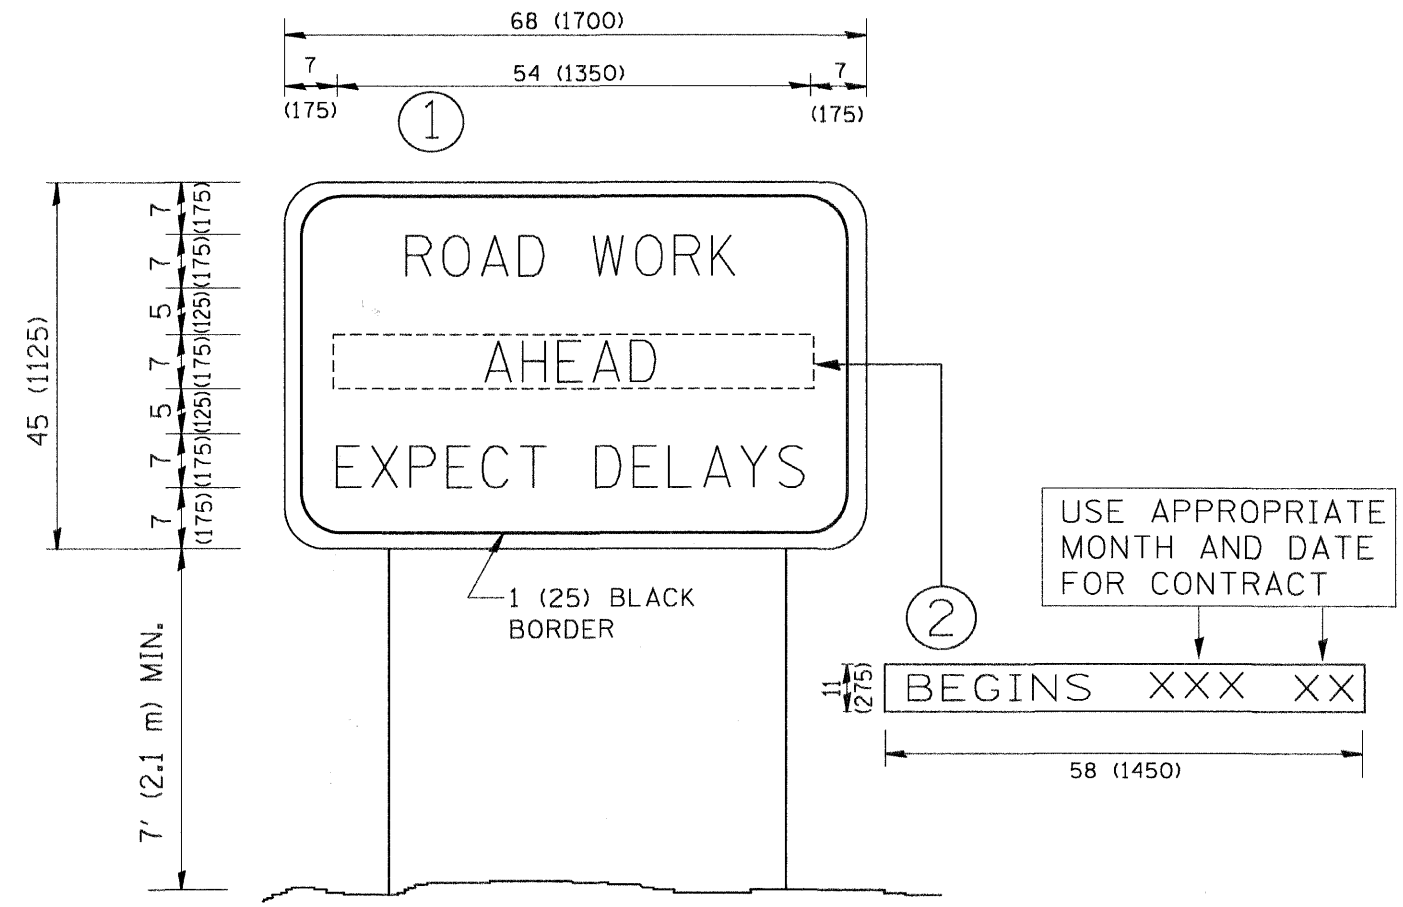 68 (1700)
7
54 (1350)
7
(175)
(175)
1
45 (1125)
7
(175)
7
(175)
5
(125)
7
(175)
5
(125)
7
(175)
7
(175)
ROAD WORK
AHEAD
EXPECT DELAYS
1 (25) BLACK
BORDER
7' (2.1 m) MIN.
2
USE APPROPRIATE
MONTH AND DATE
FOR CONTRACT
11
(275)
BEGINS XXX XX
58 (1450)